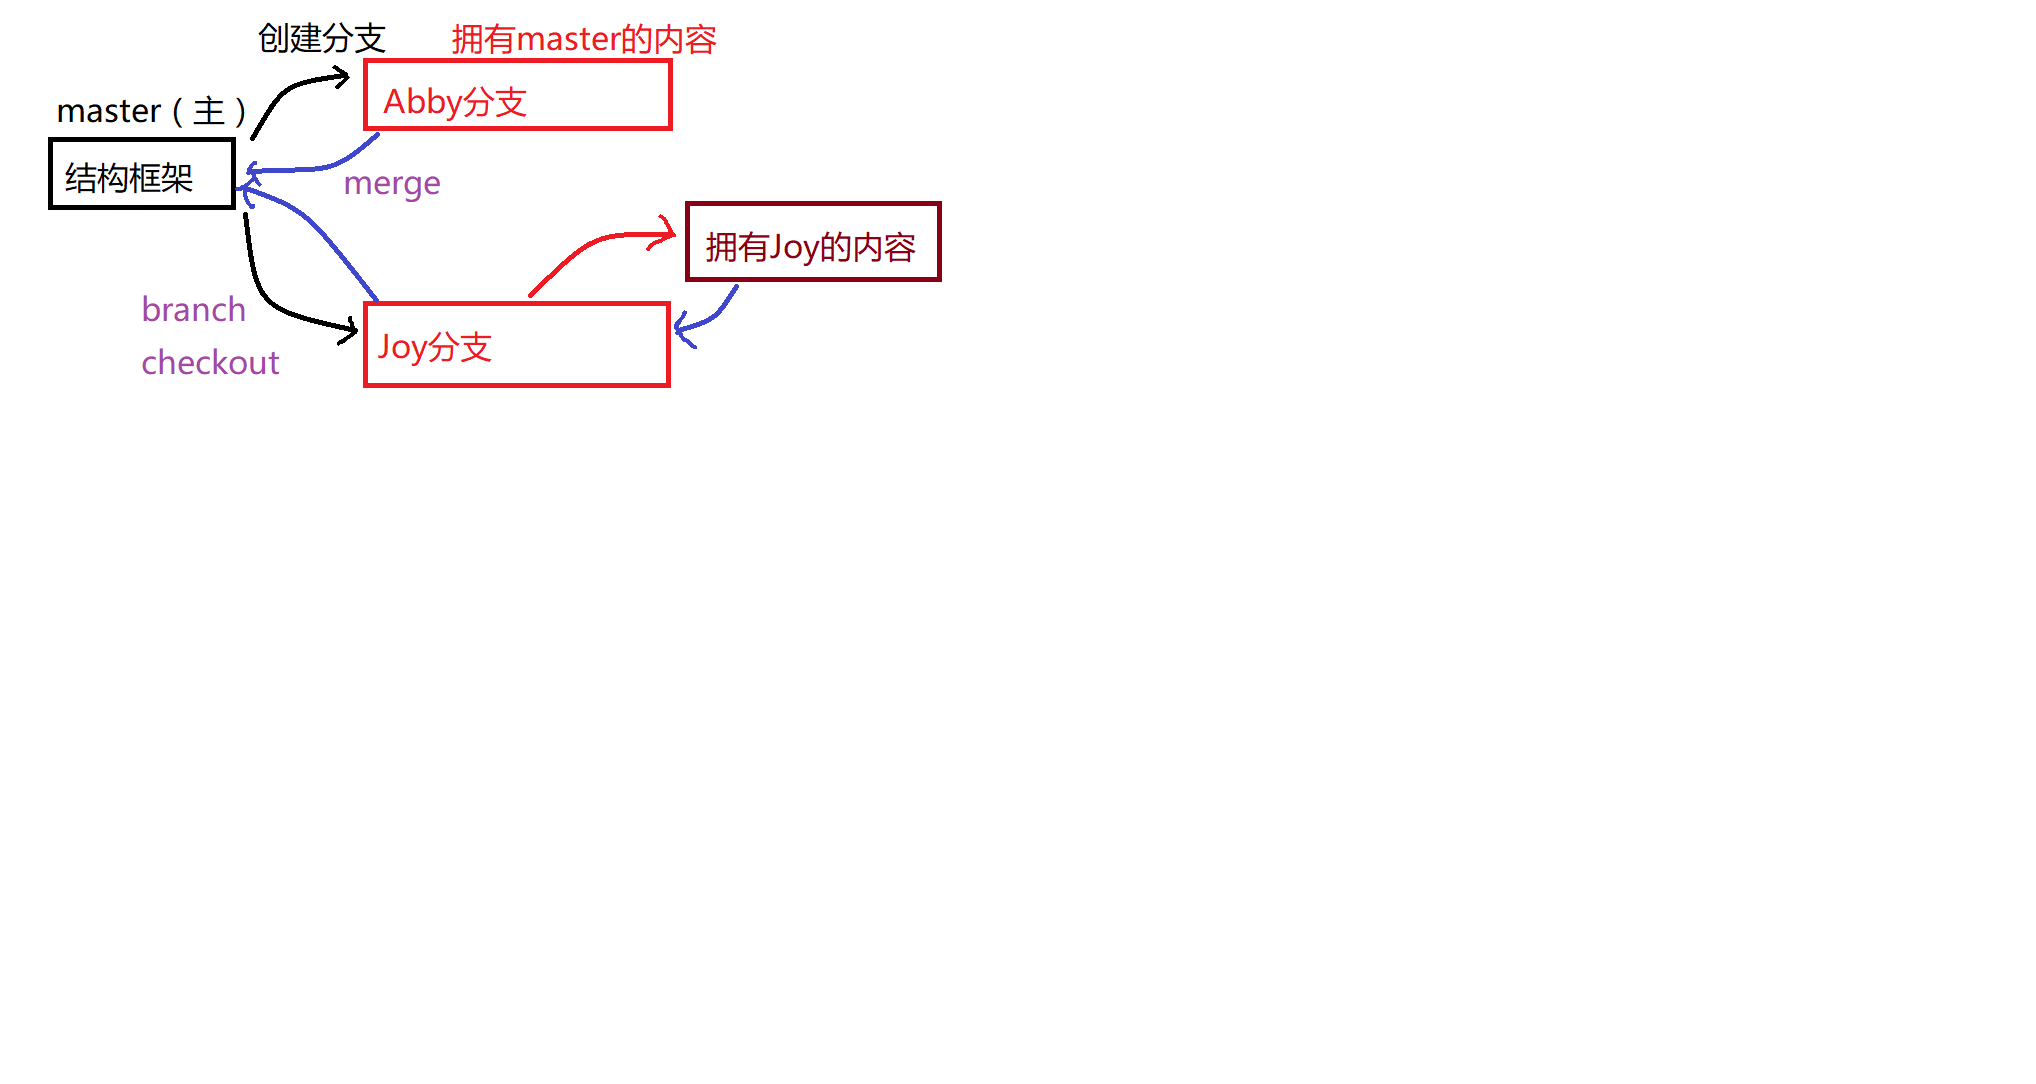 创建分支
拥有master的内容
Abby分支
master（主）
结构框架
merge
拥有Joy的内容
branch
checkout
Joy分支